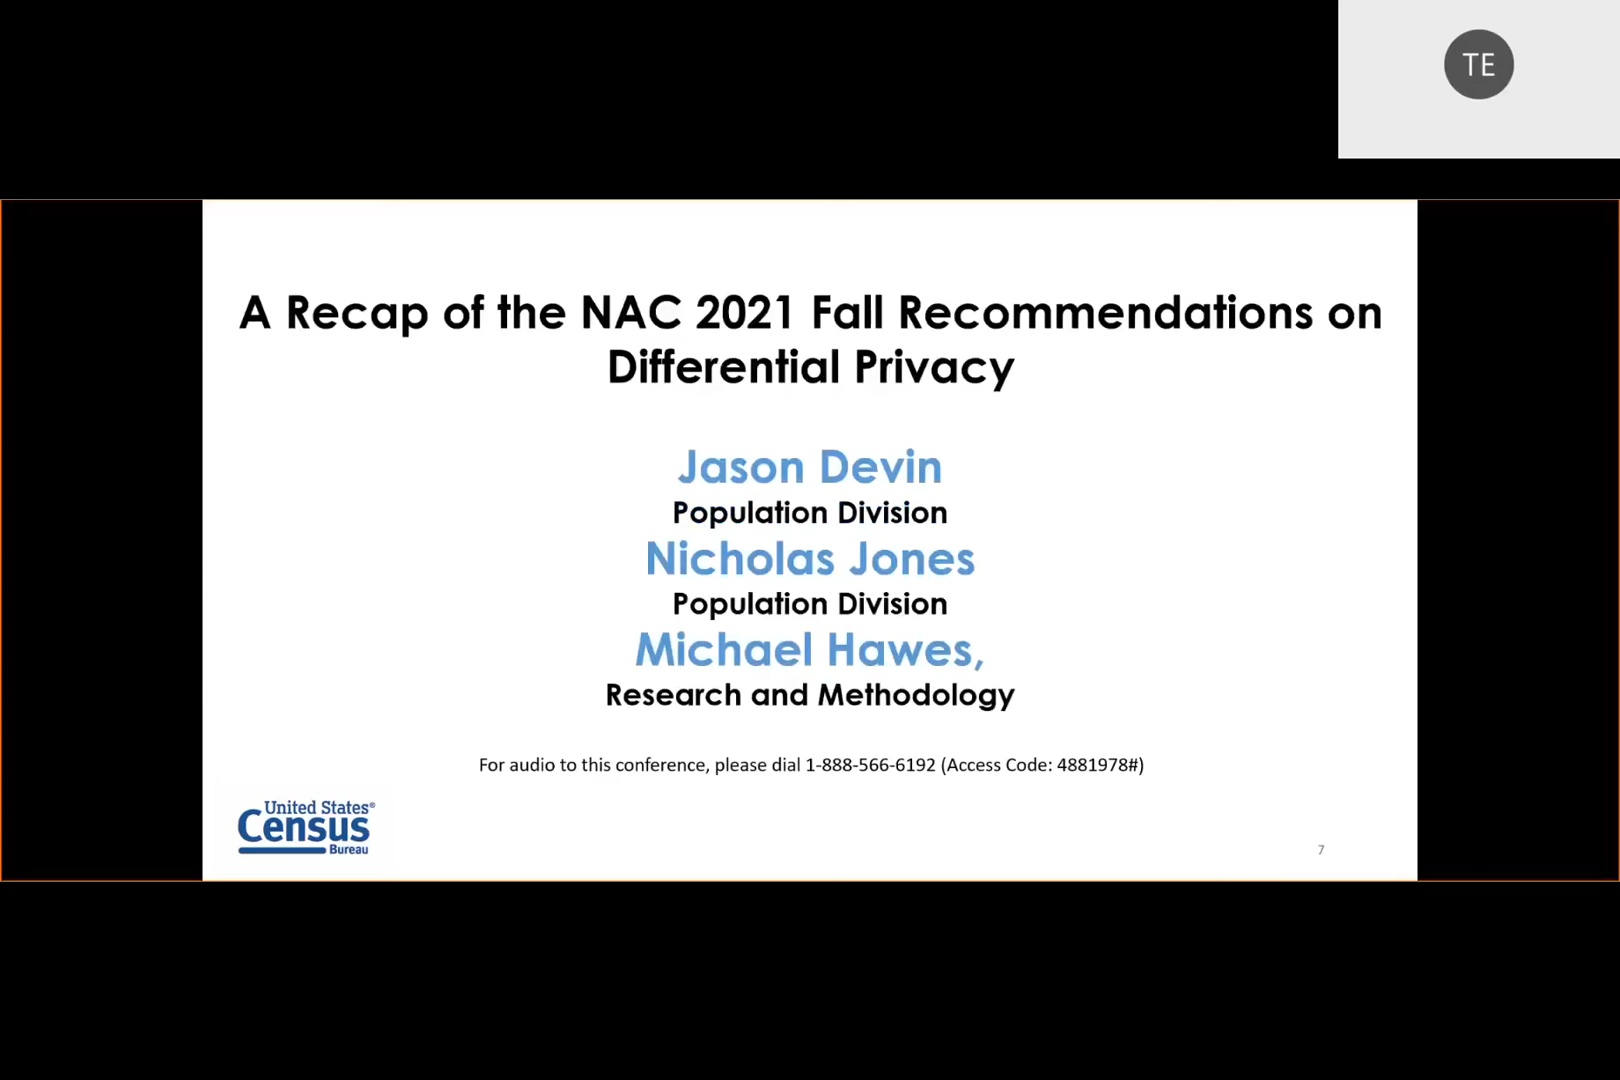 TE
A Recap of the NAC 2021 Fall Recommendations on
Differential Privacy
Jason Devin
Population Division
Nicholas Jones
Population Division
Michael Hawes,
Research and Methodology
For audio to this conference, please dial 1-888-566-6192 (Access Code: 4881978#)
United States®
Census
Bureau
7